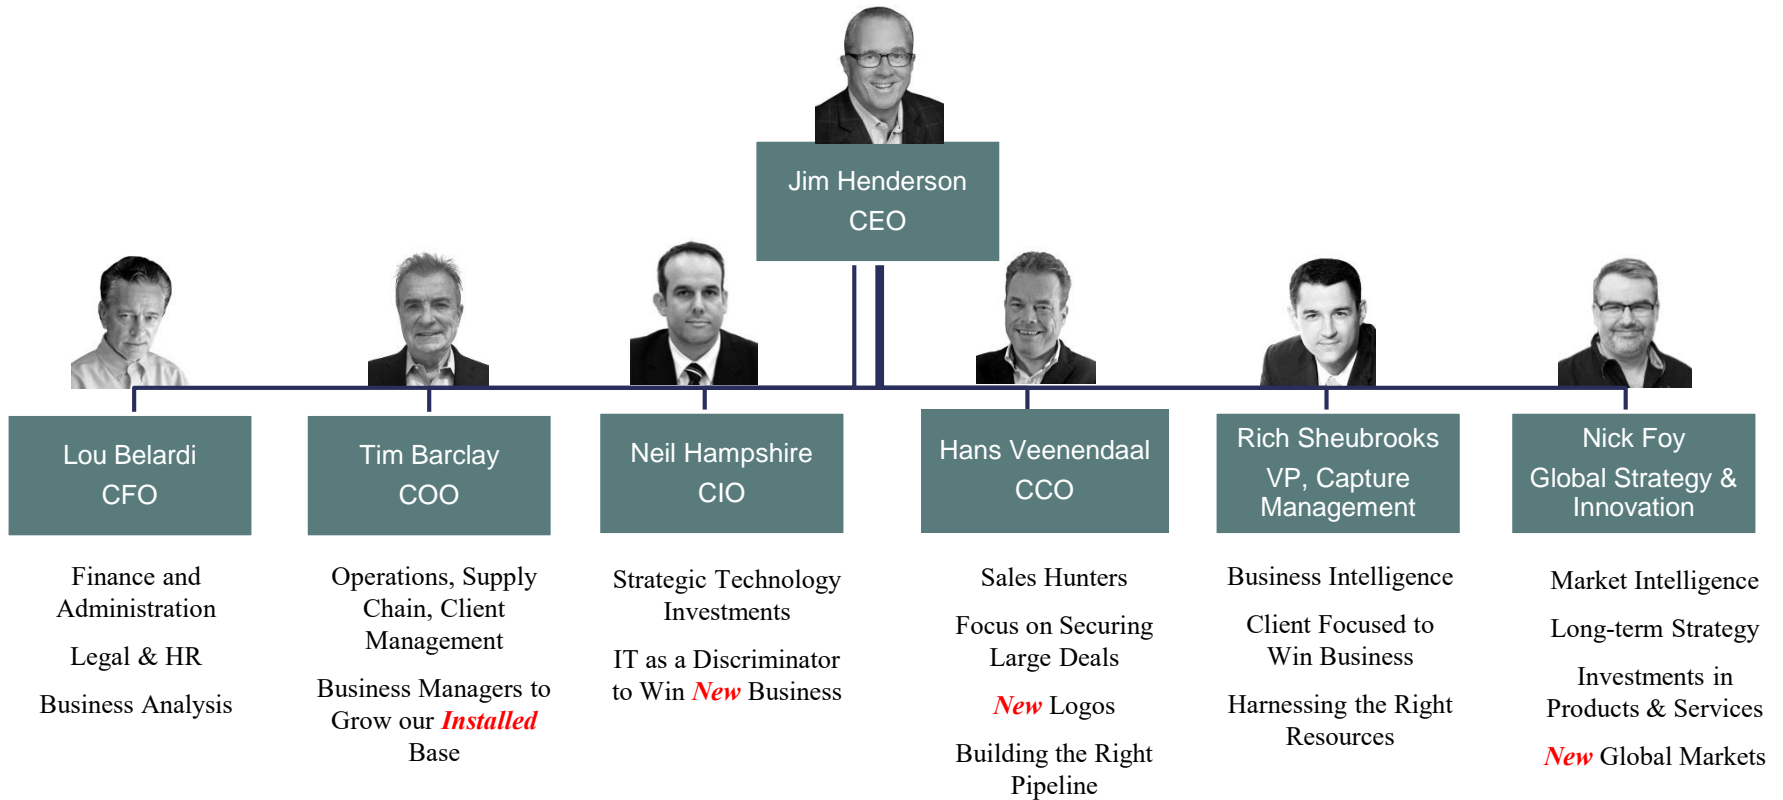 Jim Henderson
CEO
Lou Belardi
CFO
Finance and
Administration
Legal & HR
Business Analysis
Tim Barclay
COO
Operations, Supply
Chain, Client
Management
Business Managers to
Grow our Installed
Base
Neil Hampshire
CIO
Strategic Technology
Investments
IT as a Discriminator
to Win New Business
Hans Veenendaal
CCO
Sales Hunters
Focus on Securing
Large Deals
New Logos
Building the Right
Pipeline
Rich Sheubrooks
VP, Capture
Management
Business Intelligence
Client Focused to
Win Business
Harnessing the Right
Resources
Nick Foy
Global Strategy &
Innovation
Market Intelligence
Long-term Strategy
Investments in
Products & Services
New Global Markets